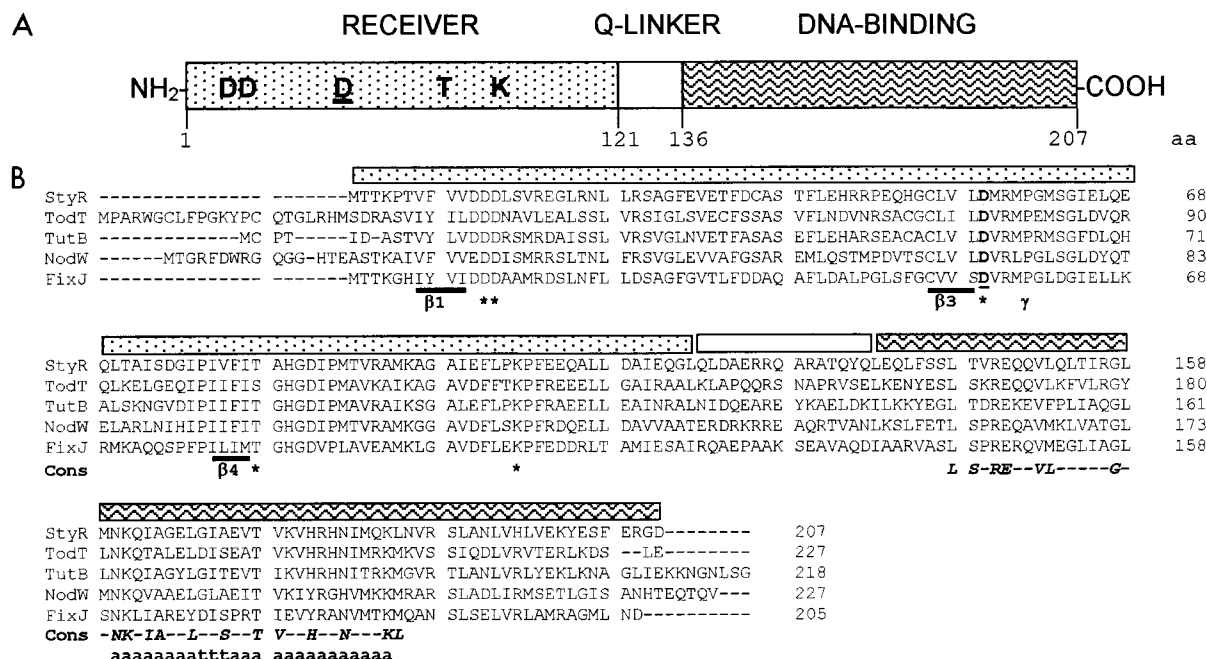 A
RECEIVER Q-LINKER DNA-BINDING
NH2- DD D T K -COOH
1 121 136 207 aa
B
StyR ---------- ---------- --MTTKPTVF VVDDDLSVREGLRNL LRSAGFEVETFDCAS TFLEHRRPEQHGCLV LDMRMPGMSGIELQE 68
TodT MPARWGCLFPGKYPC QTGLRHMSDRASVIY ILDDDNAVLEALSSL VRSIGLSVECFSSAS VFLNDVNRSACGCLI LDVRMPEMSGLDVQR 90
TutB -------------MC PT-----ID-ASTVY LVDDDRSMRDAISSL VRSVGLNVETFASAS EFLEHARSEACACLV LDVRMPRMSGFDLQH 71
NodW ------MTGRFDWRG QGG-HTEASTKAIVF VVEDDISMRRSLTNL FRSVGLEVVAFGSAR EMLQSTMPDVTSCLV LDVRLPGLSGLDYQT 83
FixJ --------------- -------MTTKGHIY VIDDDAAMRDSLNFL LDSAGFGVTLFDDAQ AFLDALPGLSFGCVV SDVRMPGLDGIELLK 68
β1 ** β3 * γ
StyR QLTAISDGIPIVFIT AHGDIPMTVRAMKAG AIEFLPKPFEEQALL DAIEQGLQLDAERRQ ARATQYQLEQLFSSL TVREQQVLQLTIRGL 158
TodT QLKELGEQIPIIFIS GHGDIPMAVKAIKAG AVDFFTKPFREEELL GAIRAALKLAPQQRS NAPRVSELKENYESL SKREQQVLKFVLRGY 180
TutB ALSKNGVDIPIIFIT GHGDIPMAVRAIKSG ALEFLPKPFRAEELL EAINRALNIDQEAREY YKAELDKILKKYEGL TDREKEVFPLIAQGL 161
NodW ELARLNIHIPIIFIT GHGDIPMAVRAMKGG AVDFLSKPFRDQELL DAVVAATERDRKRREAQRTVANLKSLFETL SPREQAVMKLVATGL 173
FixJ RMKAQQSPFPILIMT GHGDVPLAVEAMKLG AVDFLEKPFEDDRLT AMIESAIRQAEPAAK SEAVAQDIAARVASL SPRERQVMEGLIAGL 158
Cons β4 * * L S-RE--VL-----G-
StyR MNKQIAGELGIAEVT VKVHRHNIMQKLNVR SLANLVHLVEKYESF ERGD-------- 207
TodT LNKQTALELDISEAT VKVHRHNIMRKMKVS SIQDLVRVTERLKDS --LE-------- 227
TutB LNKQIAGYLGITEVT IKVHRHNITRKMGVR TLANLVRLYEKLKNA GLIEKKNGNLSG 218
NodW MNKQVAAELGLAEIT VKIYRGHVMKKMRAR SLADLIRMSETLGIS ANHTEQTQV--- 227
FixJ SNKLIAREYDISPRT IEVYRANVMTKMQAN SLSELVRLAMRAGML ND---------- 205
Cons -NK-IA--L--S--T V--H--N---KL
aaaaaaaatttaaa aaaaaaaaaaa